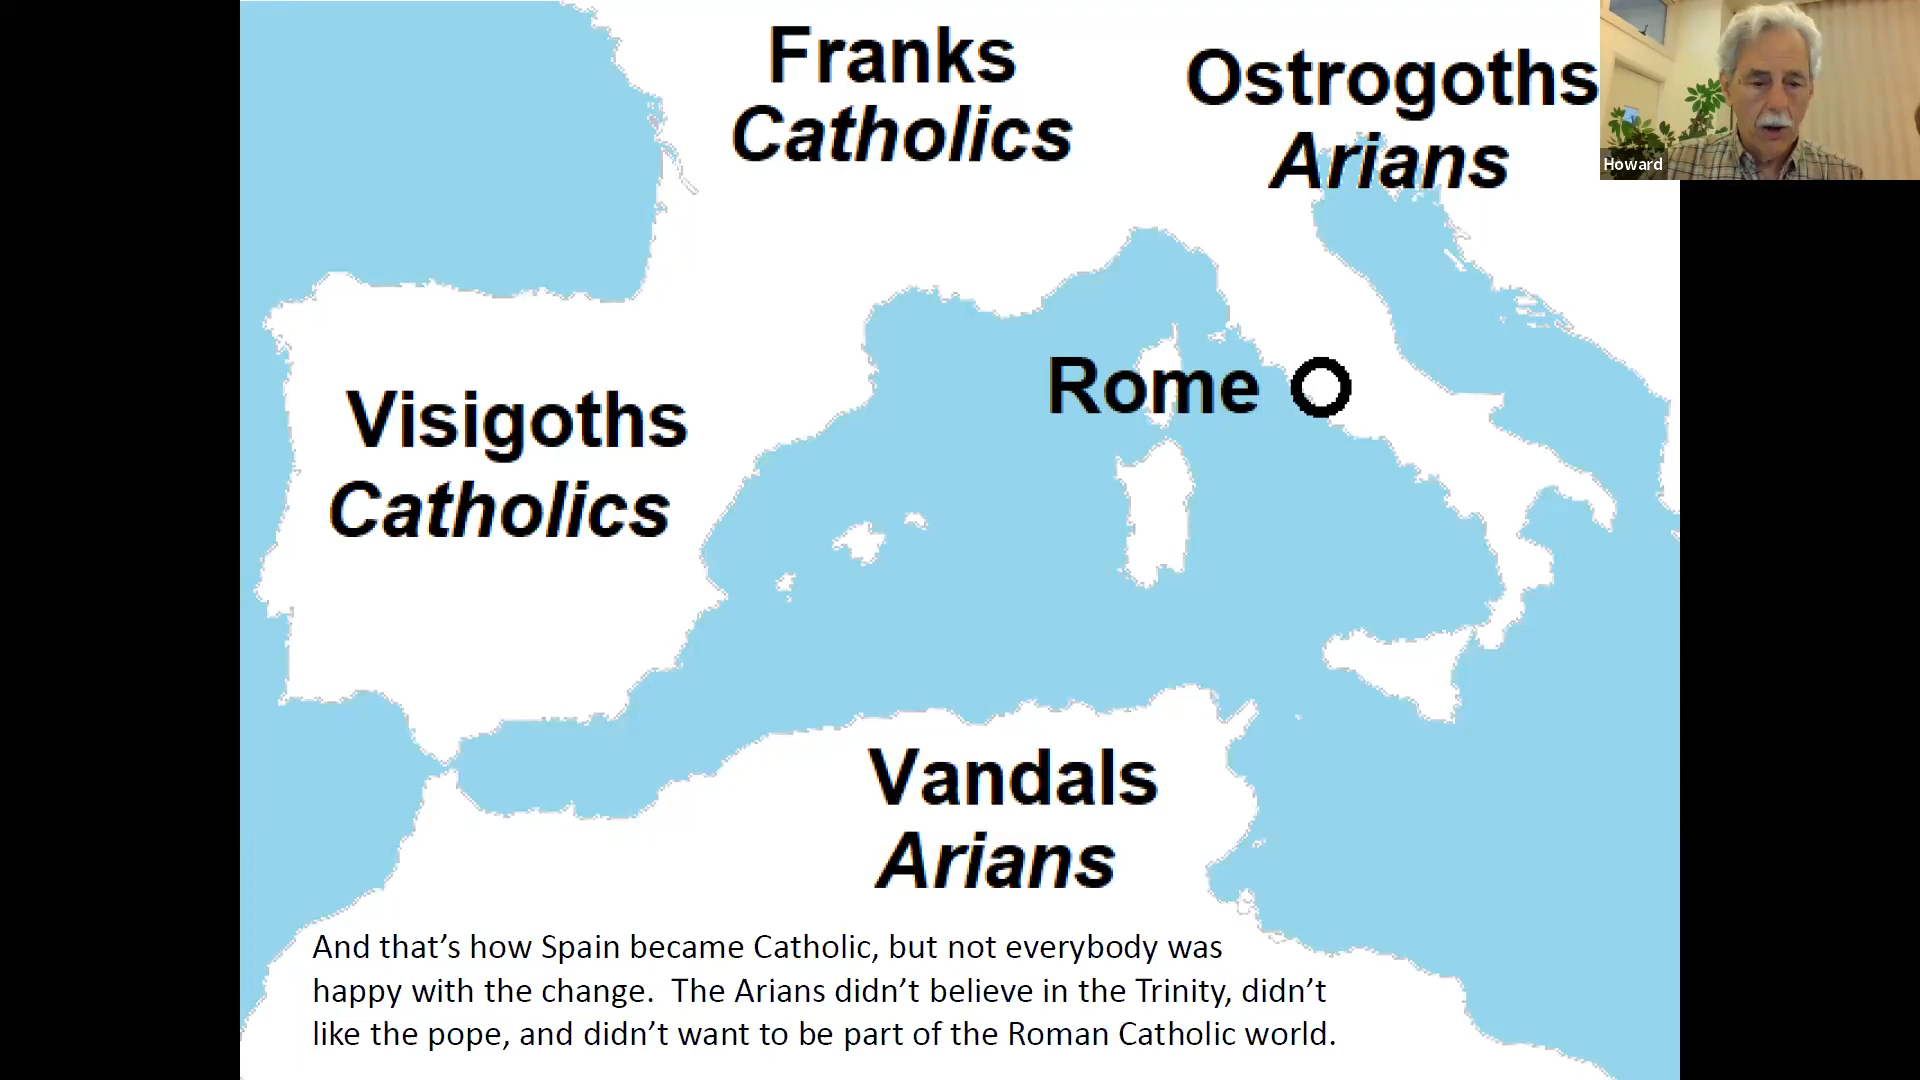 Franks
Catholics
Ostrogoths
Arians
Howard
Rome
Visigoths
Catholics
Vandals
Arians
And that’s how Spain became Catholic, but not everybody was
happy with the change.  The Arians didn’t believe in the Trinity, didn’t
like the pope, and didn’t want to be part of the Roman Catholic world.